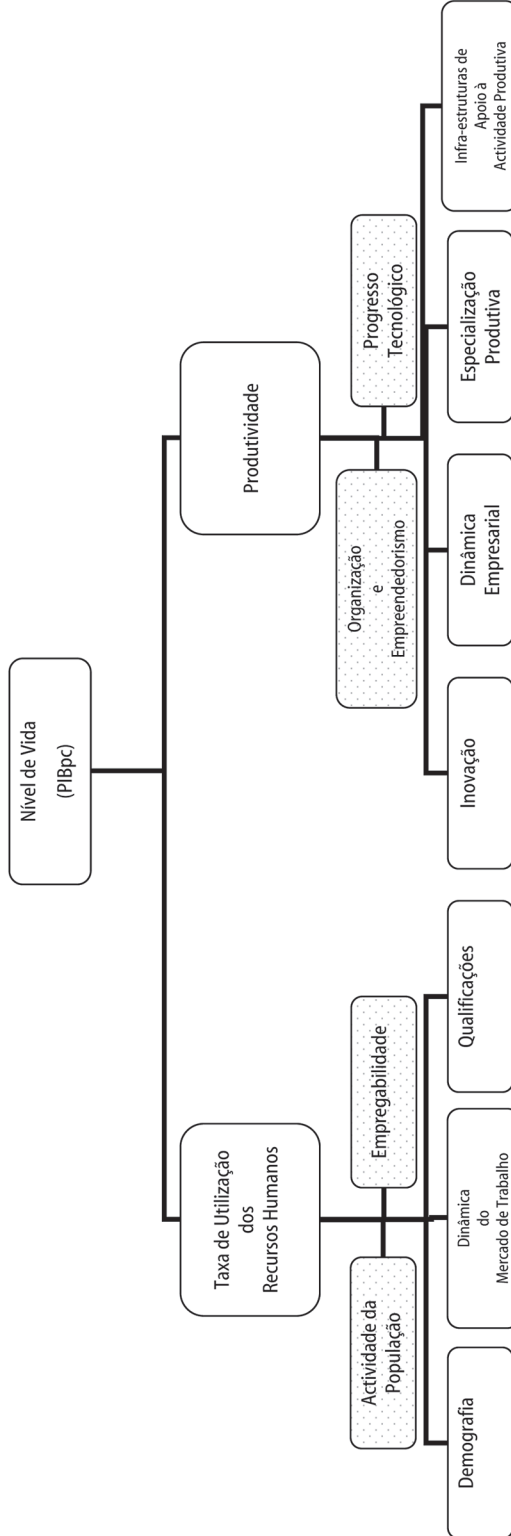 Nível de Vida
(PIBpc)
Taxa de Utilização
dos
Recursos Humanos
Produtividade
Actividade da
População
Empregabilidade
Organização
e
Empreendedorismo
Progresso
Tecnológico
Demografia
Dinâmica
do
Mercado de Trabalho
Qualificações
Inovação
Dinâmica
Empresarial
Especialização
Produtiva
Infra-estruturas de
Apoio à
Actividade Produtiva